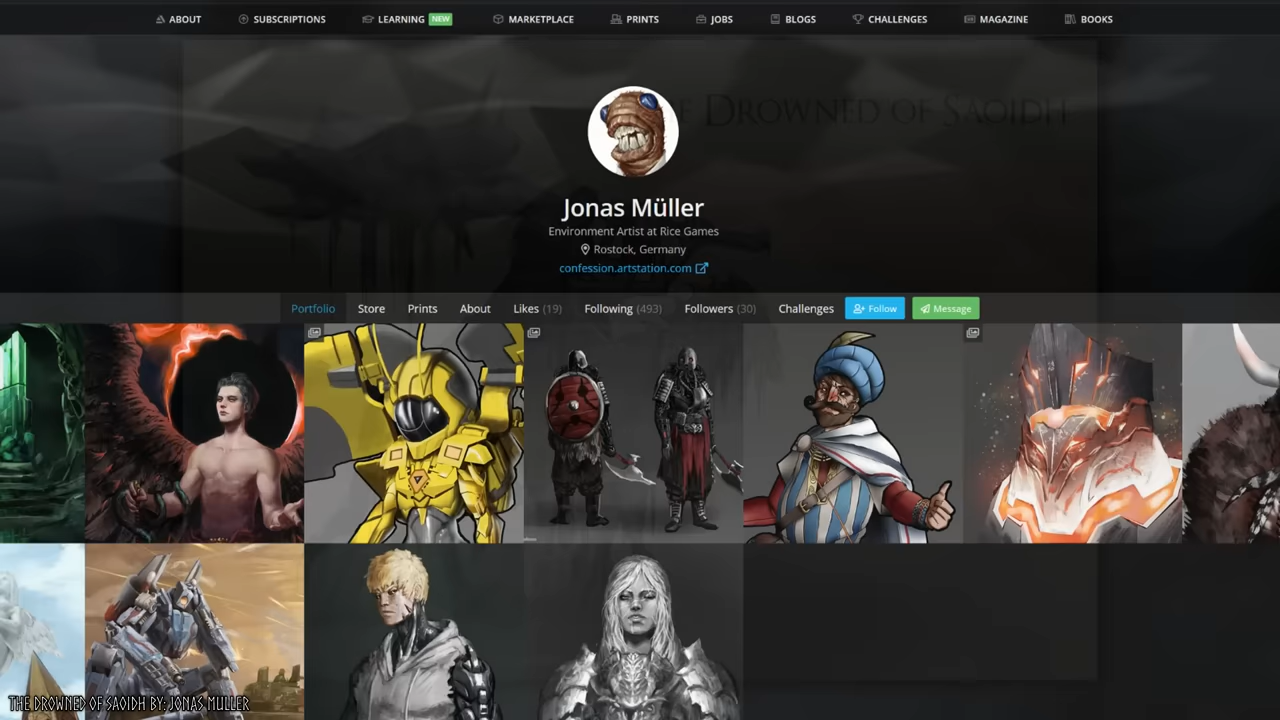 ABOUT SUBSCRIPTIONS LEARNING NEW MARKETPLACE PRINTS JOBS BLOGS CHALLENGES MAGAZINE BOOKS
DROWNED OF SAOIDH
Jonas Müller
Environment Artist at Rice Games
Rostock, Germany
confession.artstation.com
Portfolio Store Prints About Likes (19) Following (493) Followers (30) Challenges Follow Message
THE DROWNED OF SAOIDH BY: JONAS MULLER